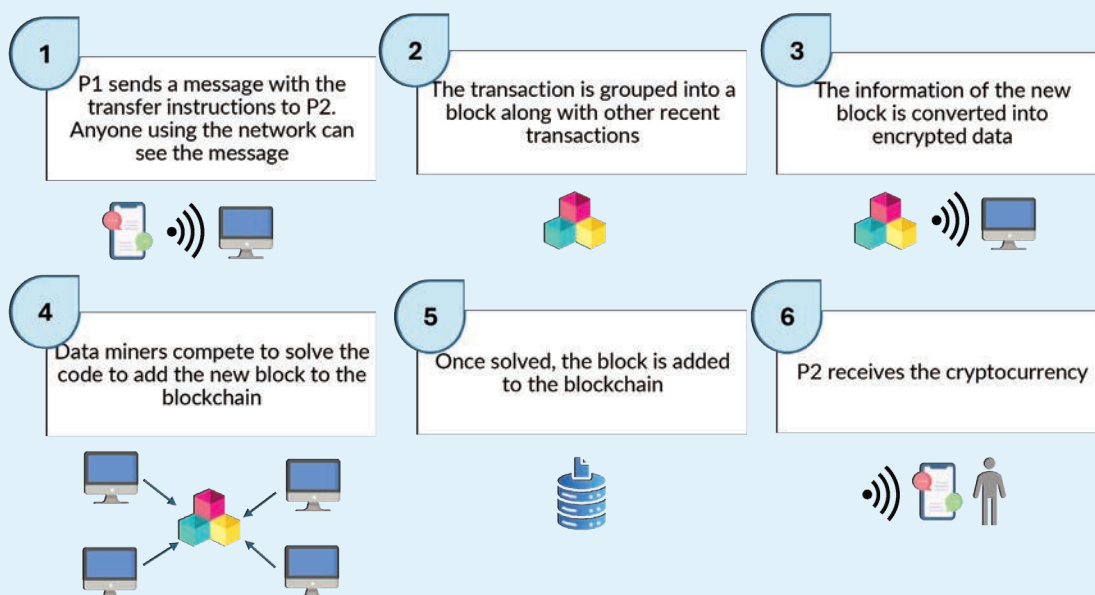 1
P1 sends a message with the
transfer instructions to P2.
Anyone using the network can
see the message
2
The transaction is grouped into a
block along with other recent
transactions
3
The information of the new
block is converted into
encrypted data
4
Data miners compete to solve the
code to add the new block to the
blockchain
5
Once solved, the block is added
to the blockchain
6
P2 receives the cryptocurrency